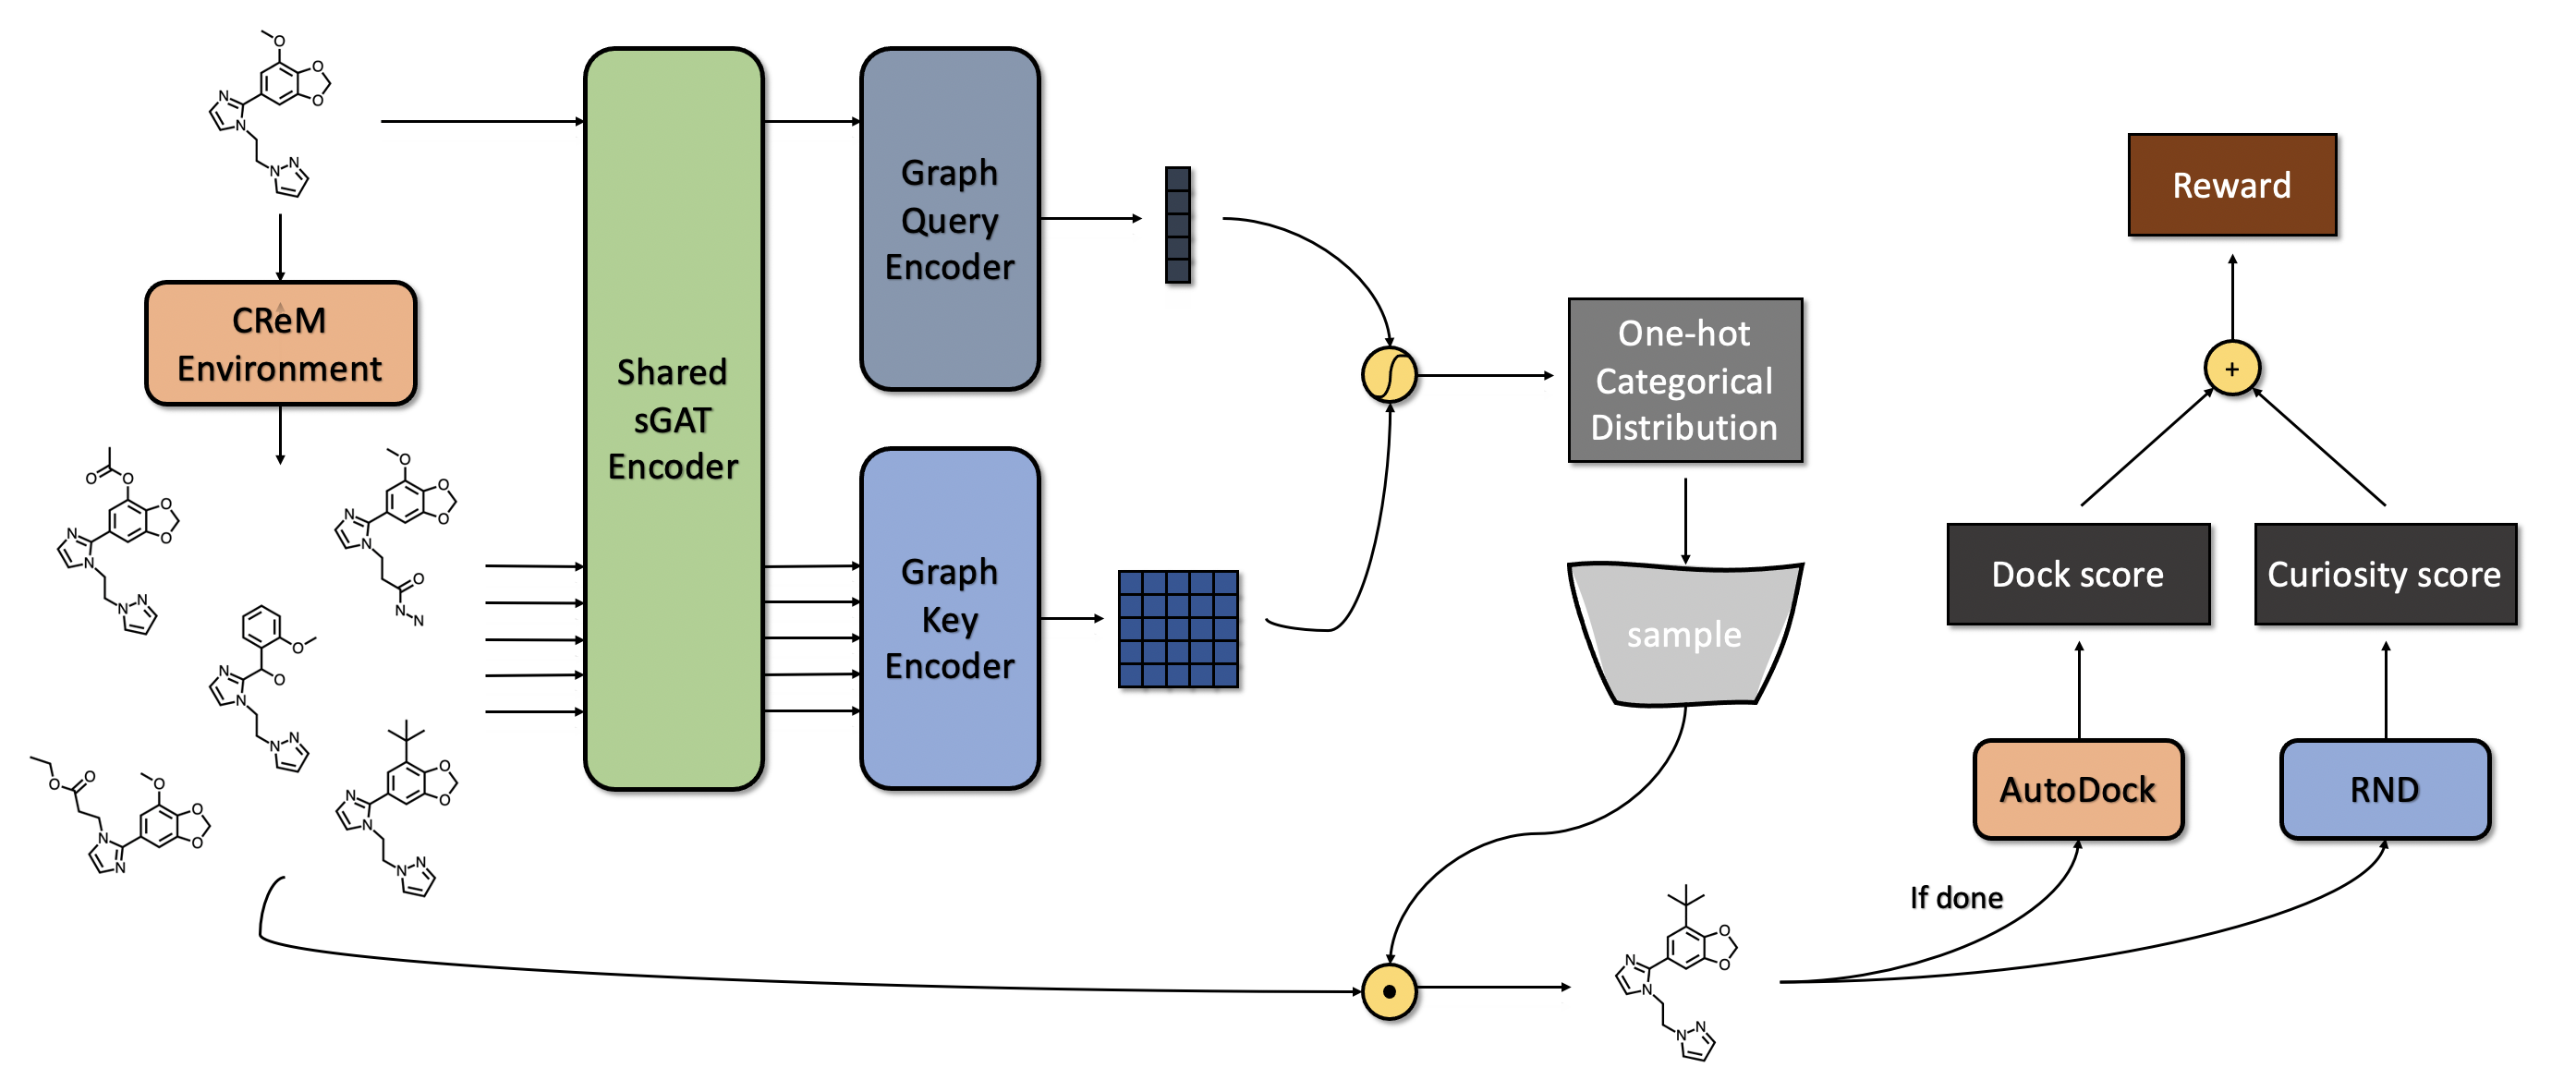 CReM
Environment
Shared
sGAT
Encoder
Graph
Query
Encoder
Graph
Key
Encoder
One-hot
Categorical
Distribution
sample
Reward
+
Dock score
Curiosity score
AutoDock
RND
If done
O
O
O
N
N
N
N
O
O
O
O
N
N
N
N
O
O
O
N
N
O
N
N
O
O
N
N
N
N
O
O
O
O
O
N
N
O
O
N
N
N
N
O
O
N
N
N
N